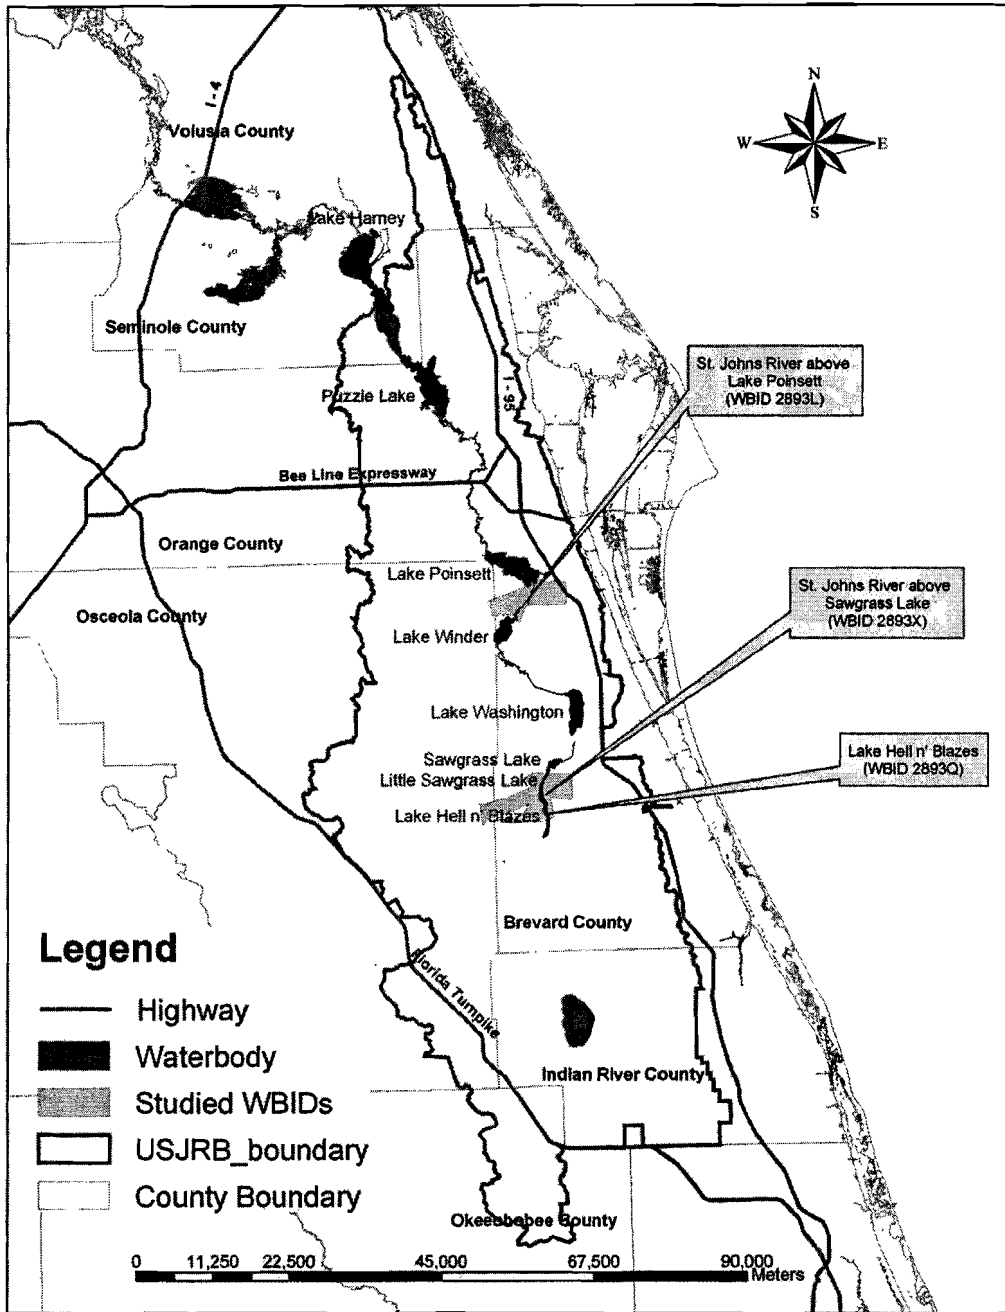 N
W
E
S
I - 4
Volusia County
Lake Harney
Seminole County
St. Johns River above
Lake Poinsett
(WBID 2893L)
Puzzle Lake
I - 95
Bee Line Expressway
Orange County
Lake Poinsett
St. Johns River above
Sawgrass Lake
(WBID 2893X)
Osceola County
Lake Winder
Lake Washington
Sawgrass Lake
Little Sawgrass Lake
Lake Hell n' Blazes
(WBID 2893Q)
Lake Hell n' Blazes
Brevard County
Florida Turnpike
Indian River County
Okeechobee County
Legend
Highway
Waterbody
Studied WBIDs
USJRB_boundary
County Boundary
0 11,250 22,500 45,000 67,500 90,000
Meters